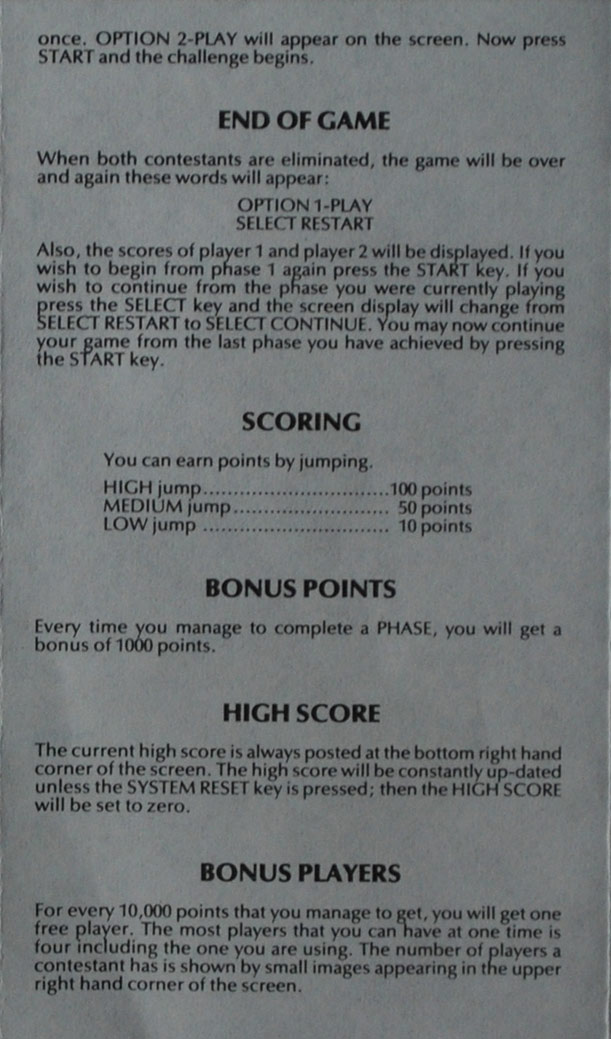 once. OPTION 2-PLAY will appear on the screen. Now press
START and the challenge begins.
END OF GAME
When both contestants are eliminated, the game will be over
and again these words will appear:
OPTION 1-PLAY
SELECT RESTART
Also, the scores of player 1 and player 2 will be displayed. If you
wish to begin from phase 1 again press the START key. If you
wish to continue from the phase you were currently playing
press the SELECT key and the screen display will change from
SELECT RESTART to SELECT CONTINUE. You may now continue
your game from the last phase you have achieved by pressing
the START key.
SCORING
You can earn points by jumping.
HIGH jump...............................100 points
MEDIUM jump.......................... 50 points
LOW jump ............................... 10 points
BONUS POINTS
Every time you manage to complete a PHASE, you will get a
bonus of 1000 points.
HIGH SCORE
The current high score is always posted at the bottom right hand
corner of the screen. The high score will be constantly up-dated
unless the SYSTEM RESET key is pressed; then the HIGH SCORE
will be set to zero.
BONUS PLAYERS
For every 10,000 points that you manage to get, you will get one
free player. The most players that you can have at one time is
four including the one you are using. The number of players a
contestant has is shown by small images appearing in the upper
right hand corner of the screen.